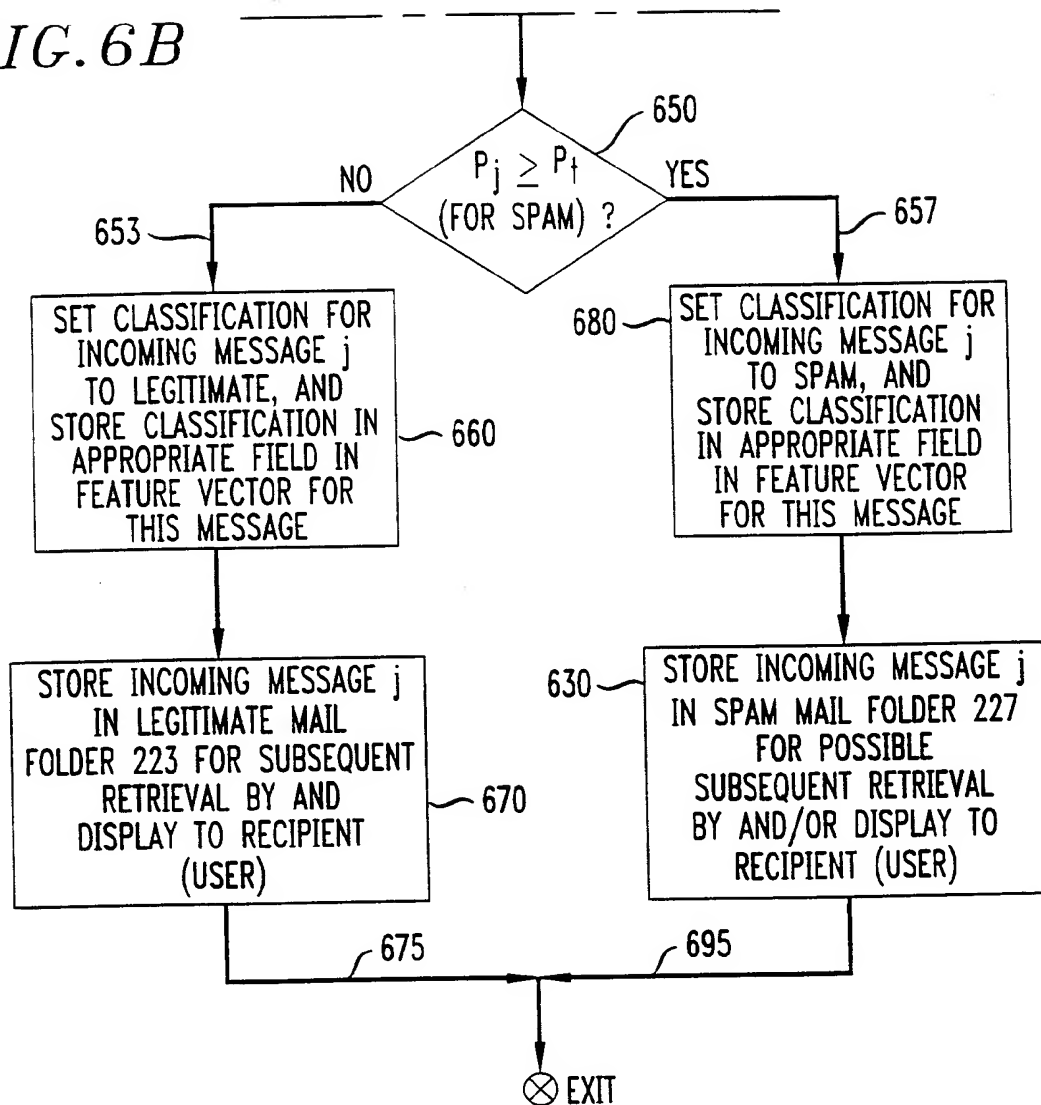 IG. 6B
650
P j ≥ P t
(FOR SPAM) ?
NO
YES
653
657
SET CLASSIFICATION FOR
INCOMING MESSAGE j
TO LEGITIMATE, AND
STORE CLASSIFICATION IN
APPROPRIATE FIELD IN
FEATURE VECTOR FOR
THIS MESSAGE
660
680
SET CLASSIFICATION FOR
INCOMING MESSAGE j
TO SPAM, AND
STORE CLASSIFICATION
IN APPROPRIATE FIELD
IN FEATURE VECTOR
FOR THIS MESSAGE
STORE INCOMING MESSAGE j
IN LEGITIMATE MAIL
FOLDER 223 FOR SUBSEQUENT
RETRIEVAL BY AND
DISPLAY TO RECIPIENT
(USER)
670
630
STORE INCOMING MESSAGE j
IN SPAM MAIL FOLDER 227
FOR POSSIBLE
SUBSEQUENT RETRIEVAL
BY AND/OR DISPLAY TO
RECIPIENT (USER)
675
695
EXIT